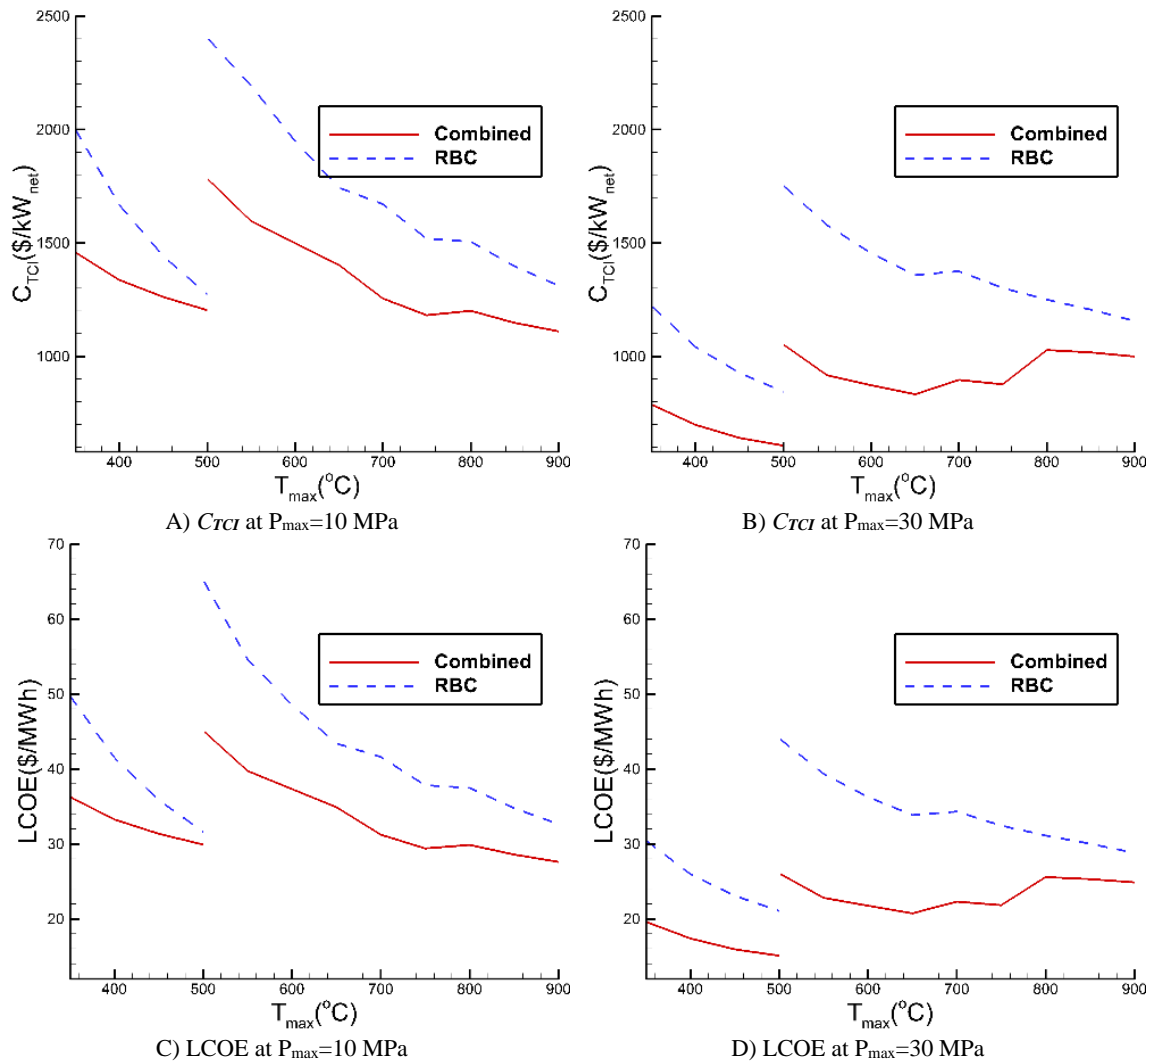 2500
2000
1500
1000
C_TCI($/kW_net)
Combined
RBC
400 500 600 700 800 900
T_max(°C)
A) C_TCI at P_max=10 MPa
2500
2000
1500
1000
C_TCI($/kW_net)
Combined
RBC
400 500 600 700 800 900
T_max(°C)
B) C_TCI at P_max=30 MPa
70
60
50
40
30
20
LCOE($/MWh)
Combined
RBC
400 500 600 700 800 900
T_max(°C)
C) LCOE at P_max=10 MPa
70
60
50
40
30
20
LCOE($/MWh)
Combined
RBC
400 500 600 700 800 900
T_max(°C)
D) LCOE at P_max=30 MPa